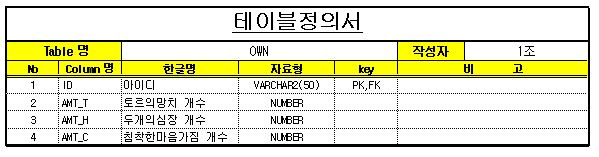 테이블정의서
Table 명 OWN 작성자 1조
No Column 명 한글명 자료형 key 비 고
1 ID 아이디 VARCHAR2(50) PK,FK
2 AMT_T 토르의망치 개수 NUMBER
3 AMT_H 두개의심장 개수 NUMBER
4 AMT_C 침착한마음가짐 개수 NUMBER